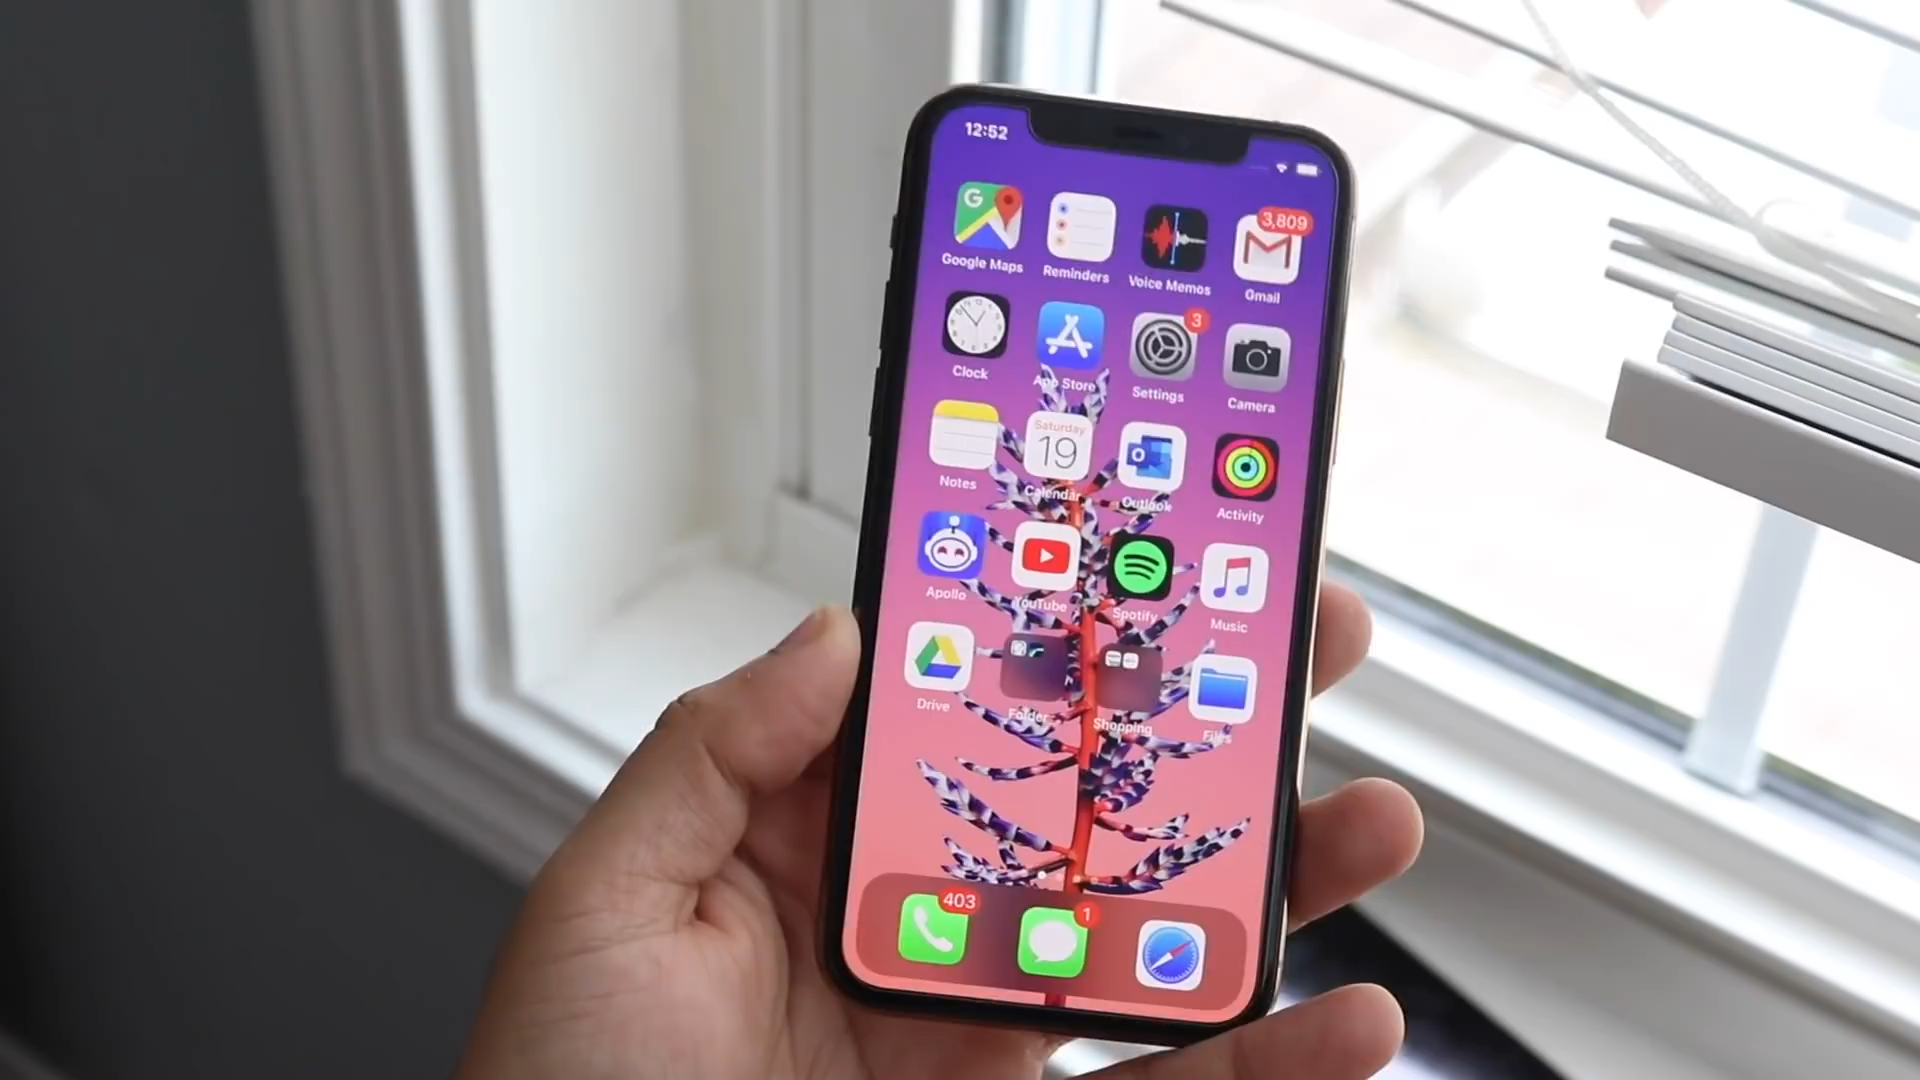 12:52
3,809
Google Maps
Reminders
Voice Memos
Gmail
3
Clock
App Store
Settings
Camera
Saturday
19
Notes
Calendar
Outlook
Activity
Apollo
YouTube
Spotify
Music
Drive
Folder
Shopping
Files
403
1